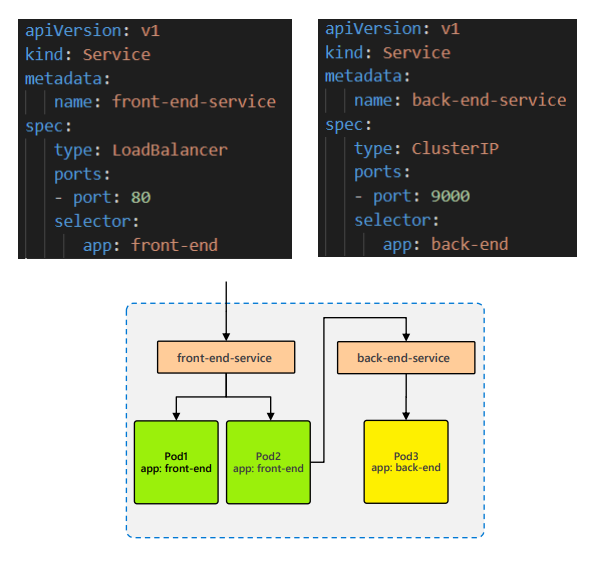 apiVersion: v1
kind: Service
metadata:
name: front-end-service
spec:
type: LoadBalancer
ports:
- port: 80
selector:
app: front-end
apiVersion: v1
kind: Service
metadata:
name: back-end-service
spec:
type: ClusterIP
ports:
- port: 9000
selector:
app: back-end
front-end-service
back-end-service
Pod1
app: front-end
Pod2
app: front-end
Pod3
app: back-end